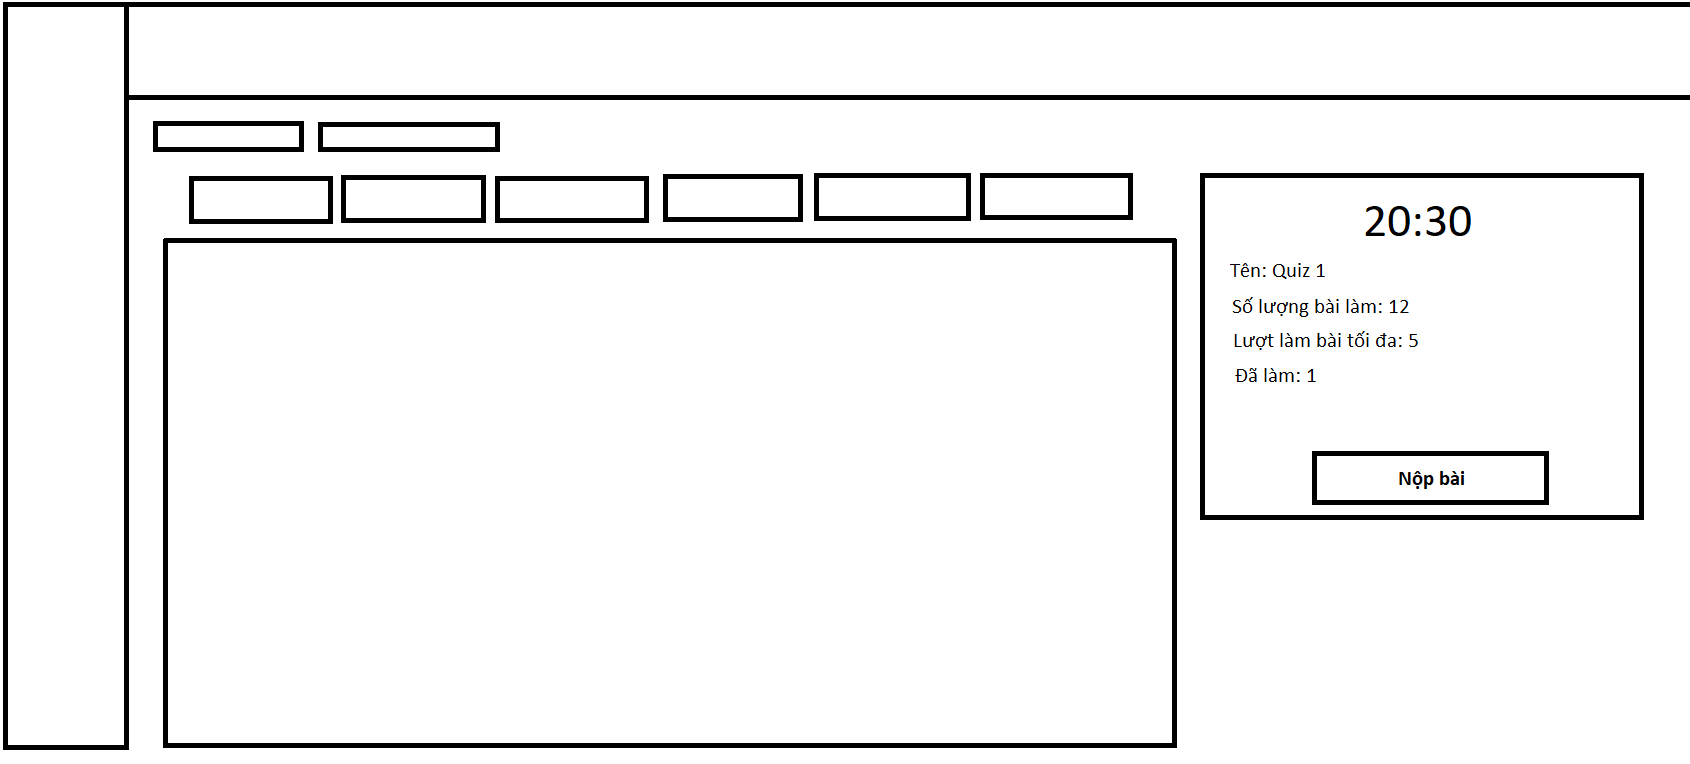 20:30
Tên: Quiz 1
Số lượng bài làm: 12
Lượt làm bài tối đa: 5
Đã làm: 1
Nộp bài